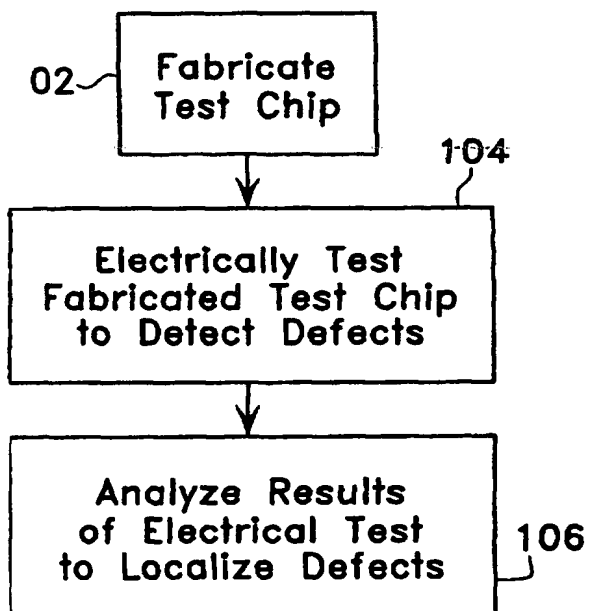 Fabricate
02
Test Chip
104
Electrically Test
Fabricated Test Chip
to Detect Defects
Analyze Results
of Electrical Test
to Localize Defects
106